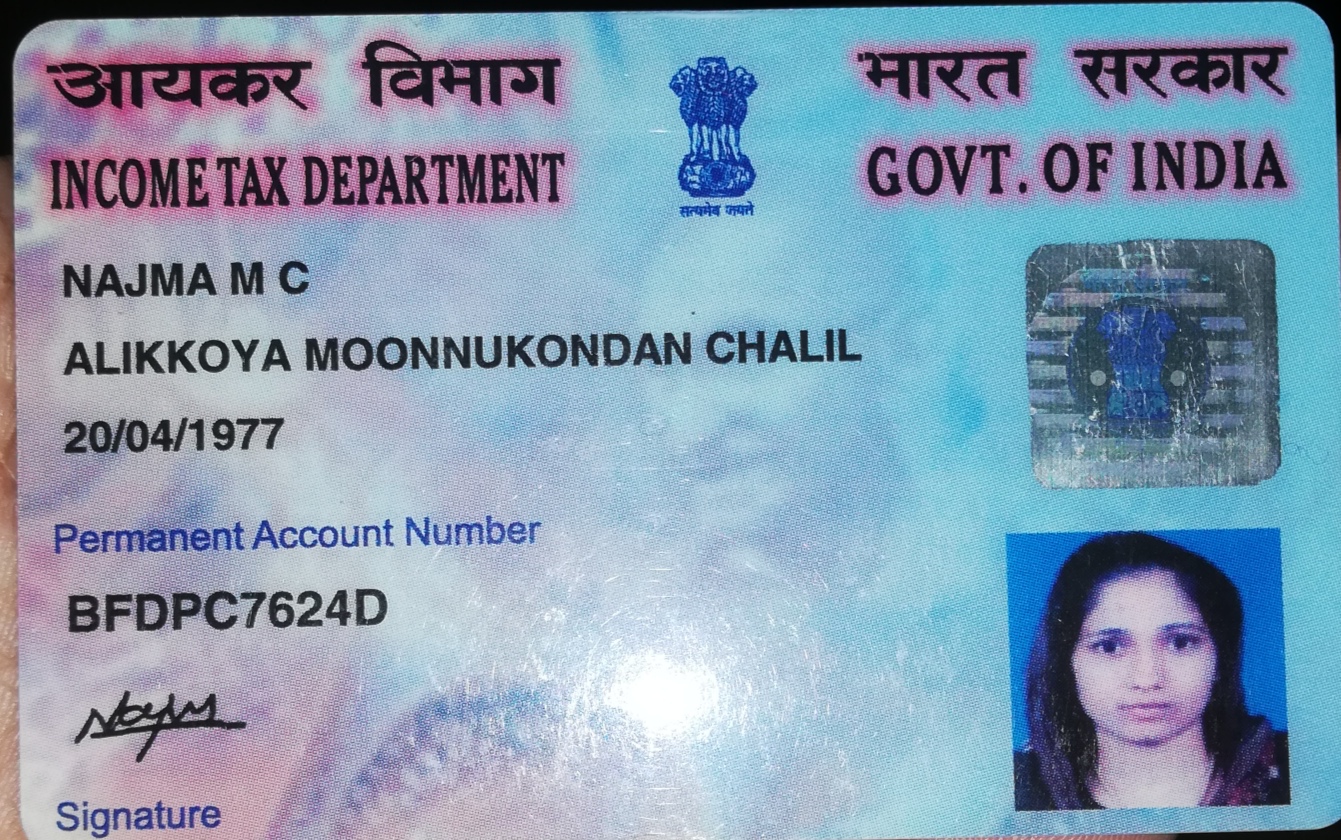 आयकर विभाग
INCOME TAX DEPARTMENT
सत्यमेव जयते
भारत सरकार
GOVT. OF INDIA
NAJMA M C
ALIKKOYA MOONNUKONDAN CHALIL
20/04/1977
Permanent Account Number
BFDPC7624D
Signature